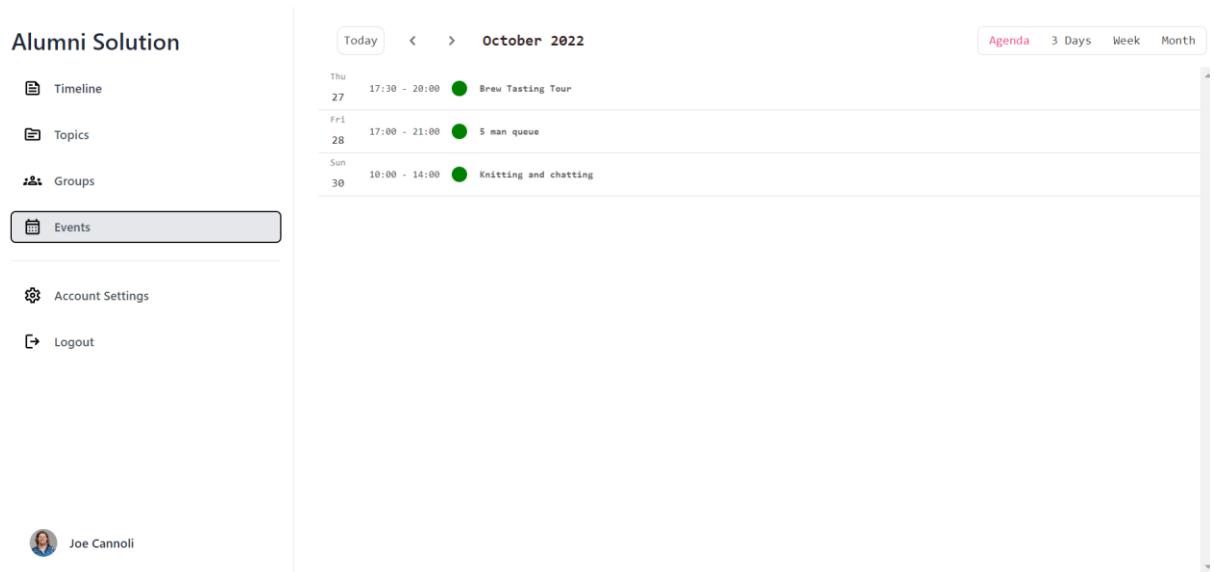 Alumni Solution
Timeline
Topics
Groups
Events
Account Settings
Logout
Joe Cannoli
Today October 2022 Agenda 3 Days Week Month
Thu
27 17:30 - 20:00 Brew Tasting Tour
Fri
28 17:00 - 21:00 5 man queue
Sun
30 10:00 - 14:00 Knitting and chatting